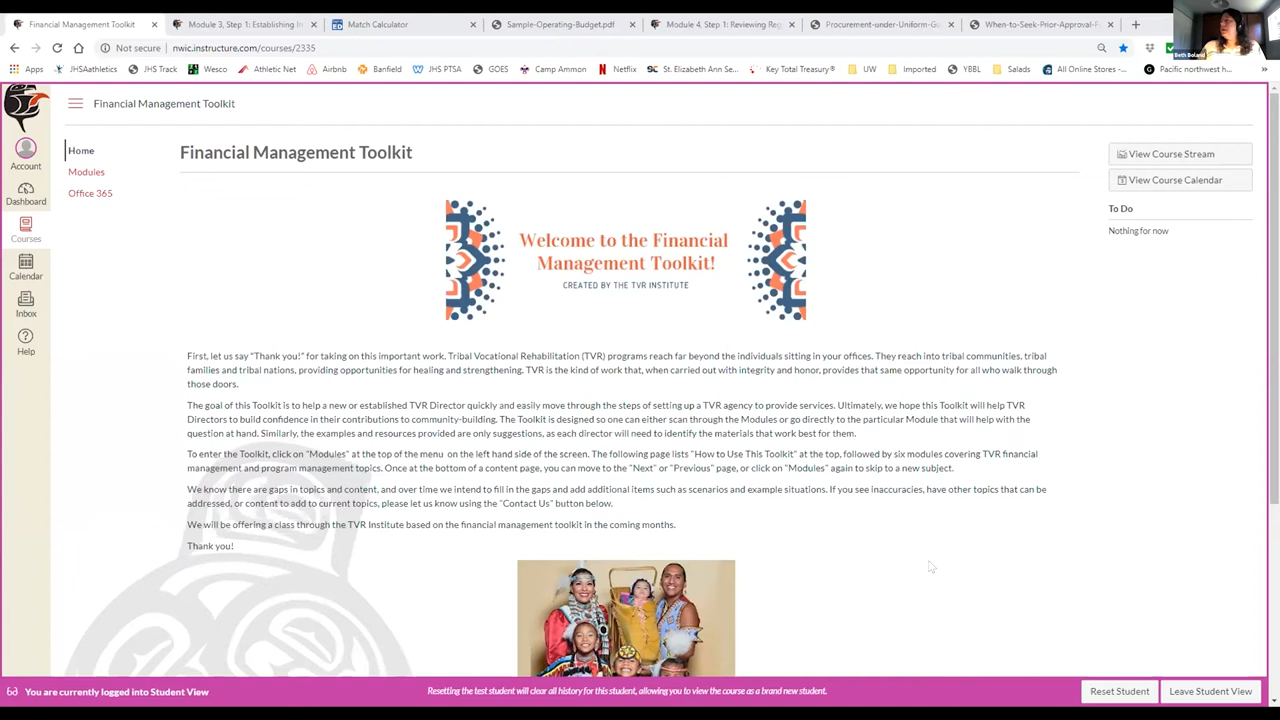 Financial Management Toolkit
Module 3, Step 1: Establishing In
Match Calculator
Sample-Operating-Budget.pdf
Module 4, Step 1: Reviewing Reg
Procurement-under-Uniform-Gu
When-to-Seek-Prior-Approval-F
Not secure
nwic.instructure.com/courses/2335
Beth Boland
Apps
JHSAathletics
JHS Track
Wesco
Athletic Net
Airbnb
Banfield
JHS PTSA
GOES
Camp Ammon
Netflix
St. Elizabeth Ann Se...
Key Total Treasury®
UW
Imported
YBBL
Salads
All Online Stores -...
Pacific northwest h...
Financial Management Toolkit
Account
Dashboard
Courses
Calendar
Inbox
Help
Home
Modules
Office 365
Financial Management Toolkit
View Course Stream
View Course Calendar
To Do
Nothing for now
Welcome to the Financial
Management Toolkit!
CREATED BY THE TVR INSTITUTE
First, let us say "Thank you!" for taking on this important work. Tribal Vocational Rehabilitation (TVR) programs reach far beyond the individuals sitting in your offices. They reach into tribal communities, tribal
families and tribal nations, providing opportunities for healing and strengthening. TVR is the kind of work that, when carried out with integrity and honor, provides that same opportunity for all who walk through
those doors.
The goal of this Toolkit is to help a new or established TVR Director quickly and easily move through the steps of setting up a TVR agency to provide services. Ultimately, we hope this Toolkit will help TVR
Directors to build confidence in their contributions to community-building. The Toolkit is designed so one can either scan through the Modules or go directly to the particular Module that will help with the
question at hand. Similarly, the examples and resources provided are only suggestions, as each director will need to identify the materials that work best for them.
To enter the Toolkit, click on "Modules" at the top of the menu on the left hand side of the screen. The following page lists "How to Use This Toolkit" at the top, followed by six modules covering TVR financial
management and program management topics. Once at the bottom of a content page, you can move to the "Next" or "Previous" page, or click on "Modules" again to skip to a new subject.
We know there are gaps in topics and content, and over time we intend to fill in the gaps and add additional items such as scenarios and example situations. If you see inaccuracies, have other topics that can be
addressed, or content to add to current topics, please let us know using the "Contact Us" button below.
We will be offering a class through the TVR Institute based on the financial management toolkit in the coming months.
Thank you!
You are currently logged into Student View
Resetting the test student will clear all history for this student, allowing you to view the course as a brand new student.
Reset Student
Leave Student View